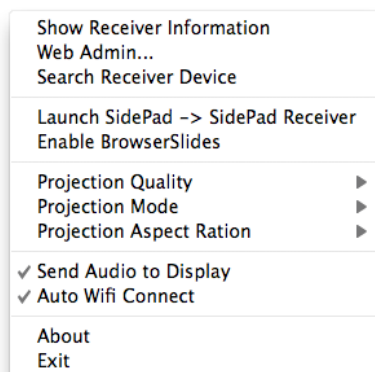 Show Receiver Information
Web Admin...
Search Receiver Device
Launch SidePad -> SidePad Receiver
Enable BrowserSlides
Projection Quality
Projection Mode
Projection Aspect Ration
Send Audio to Display
Auto Wifi Connect
About
Exit